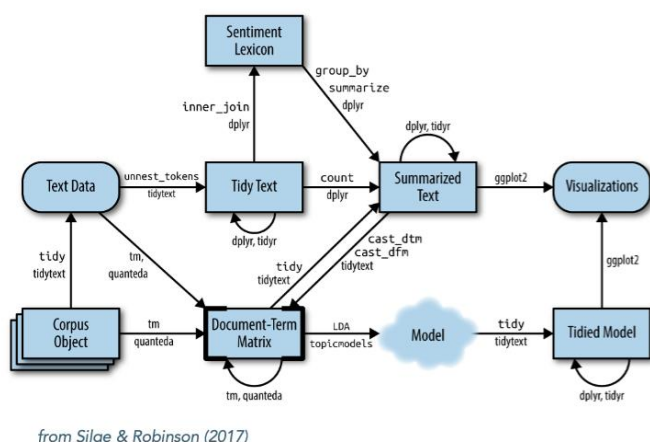 Sentiment
Lexicon
group_by
summarize
dplyr
inner_join
dplyr
dplyr, tidyr
Text Data
unnest_tokens
tidytext
Tidy Text
count
dplyr
Summarized
Text
ggplot2
Visualizations
dplyr, tidyr
tidy
tidytext
tm,
quanteda
tidy
tidytext
cast_dtm
cast_dfm
tidytext
ggplot2
Corpus
Object
tm
quanteda
Document-Term
Matrix
LDA
topicmodels
Model
tidy
tidytext
Tidied Model
tm, quanteda
dplyr, tidyr
from Silge & Robinson (2017)